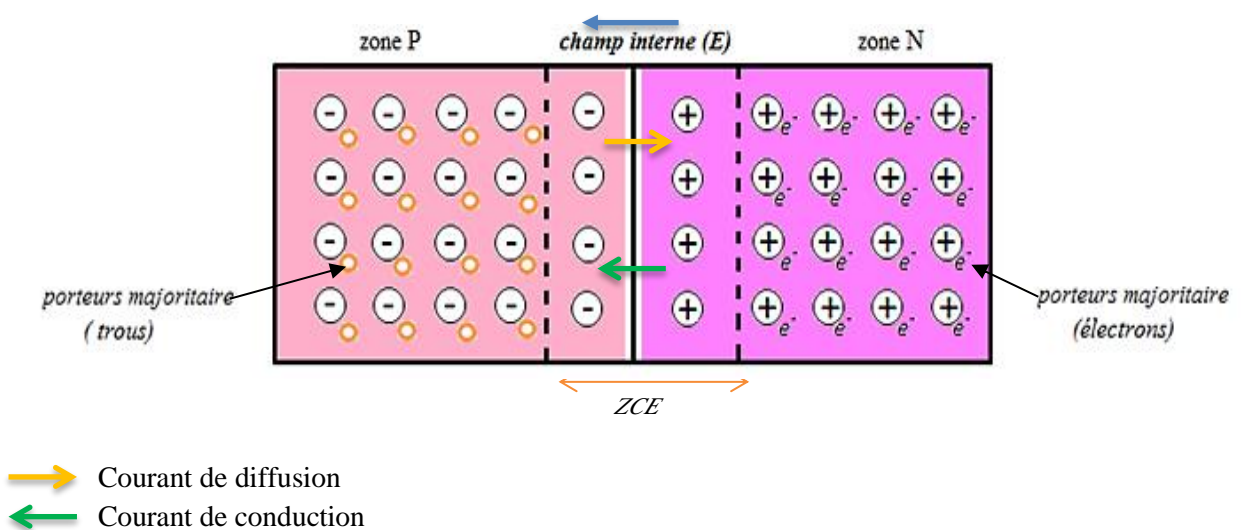 zone P
champ interne (E)
zone N
porteurs majoritaire
( trous)
porteurs majoritaire
(électrons)
ZCE
Courant de diffusion
Courant de conduction
- - - - - + + e- + e- + e- + e-
- - - - - + + e- + e- + e- + e-
- - - - - + + e- + e- + e- + e-
- - - - - + + e- + e- + e- + e-